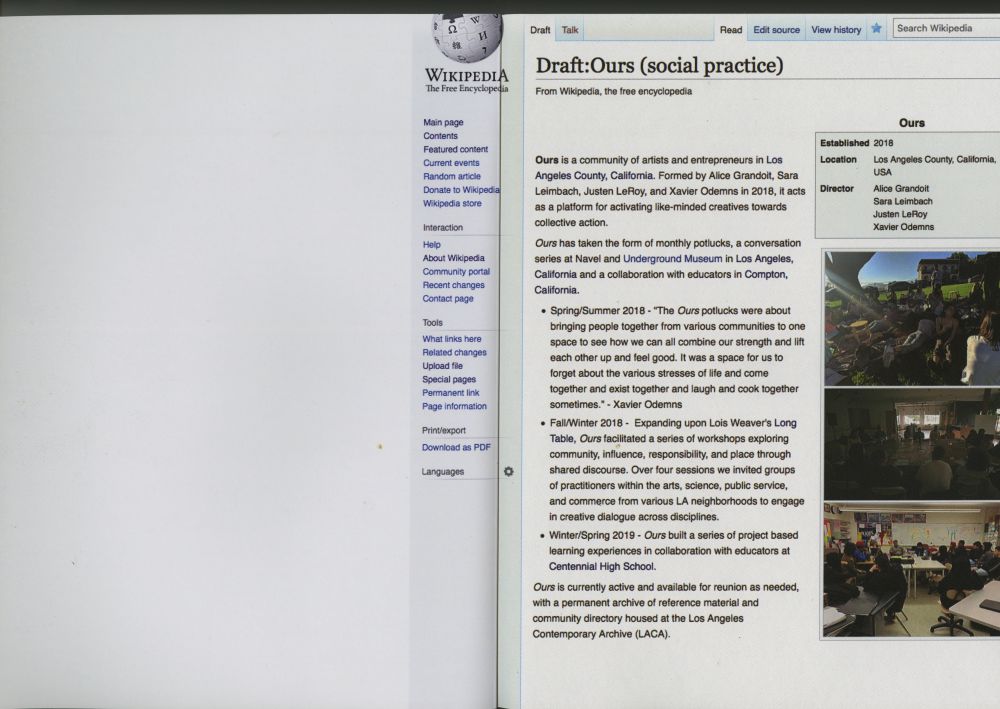 Ω
W
И
7
WIKIPEDIA
The Free Encyclopedia
Main page
Contents
Featured content
Current events
Random article
Donate to Wikipedia
Wikipedia store
Interaction
Help
About Wikipedia
Community portal
Recent changes
Contact page
Tools
What links here
Related changes
Upload file
Special pages
Permanent link
Page information
Print/export
Download as PDF
Languages
Draft Talk
Read Edit source View history Search Wikipedia
Draft:Ours (social practice)
From Wikipedia, the free encyclopedia
Ours is a community of artists and entrepreneurs in Los
Angeles County, California. Formed by Alice Grandoit, Sara
Leimbach, Justen LeRoy, and Xavier Odemns in 2018, it acts
as a platform for activating like-minded creatives towards
collective action.
Ours has taken the form of monthly potlucks, a conversation
series at Navel and Underground Museum in Los Angeles,
California and a collaboration with educators in Compton,
California.
• Spring/Summer 2018 - "The Ours potlucks were about
bringing people together from various communities to one
space to see how we can all combine our strength and lift
each other up and feel good. It was a space for us to
forget about the various stresses of life and come
together and exist together and laugh and cook together
sometimes." - Xavier Odemns
• Fall/Winter 2018 - Expanding upon Lois Weaver's Long
Table, Ours facilitated a series of workshops exploring
community, influence, responsibility, and place through
shared discourse. Over four sessions we invited groups
of practitioners within the arts, science, public service,
and commerce from various LA neighborhoods to engage
in creative dialogue across disciplines.
• Winter/Spring 2019 - Ours built a series of project based
learning experiences in collaboration with educators at
Centennial High School.
Ours is currently active and available for reunion as needed,
with a permanent archive of reference material and
community directory housed at the Los Angeles
Contemporary Archive (LACA).
Ours
Established 2018
Location Los Angeles County, California,
USA
Director Alice Grandoit
Sara Leimbach
Justen LeRoy
Xavier Odemns